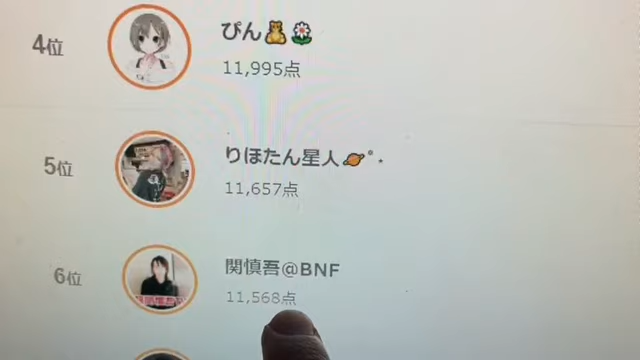 4位
ぴん🧸🌼
11,995点
5位
りほたん星人🪐˚.
11,657点
6位
関慎吾@BNF
11,568点